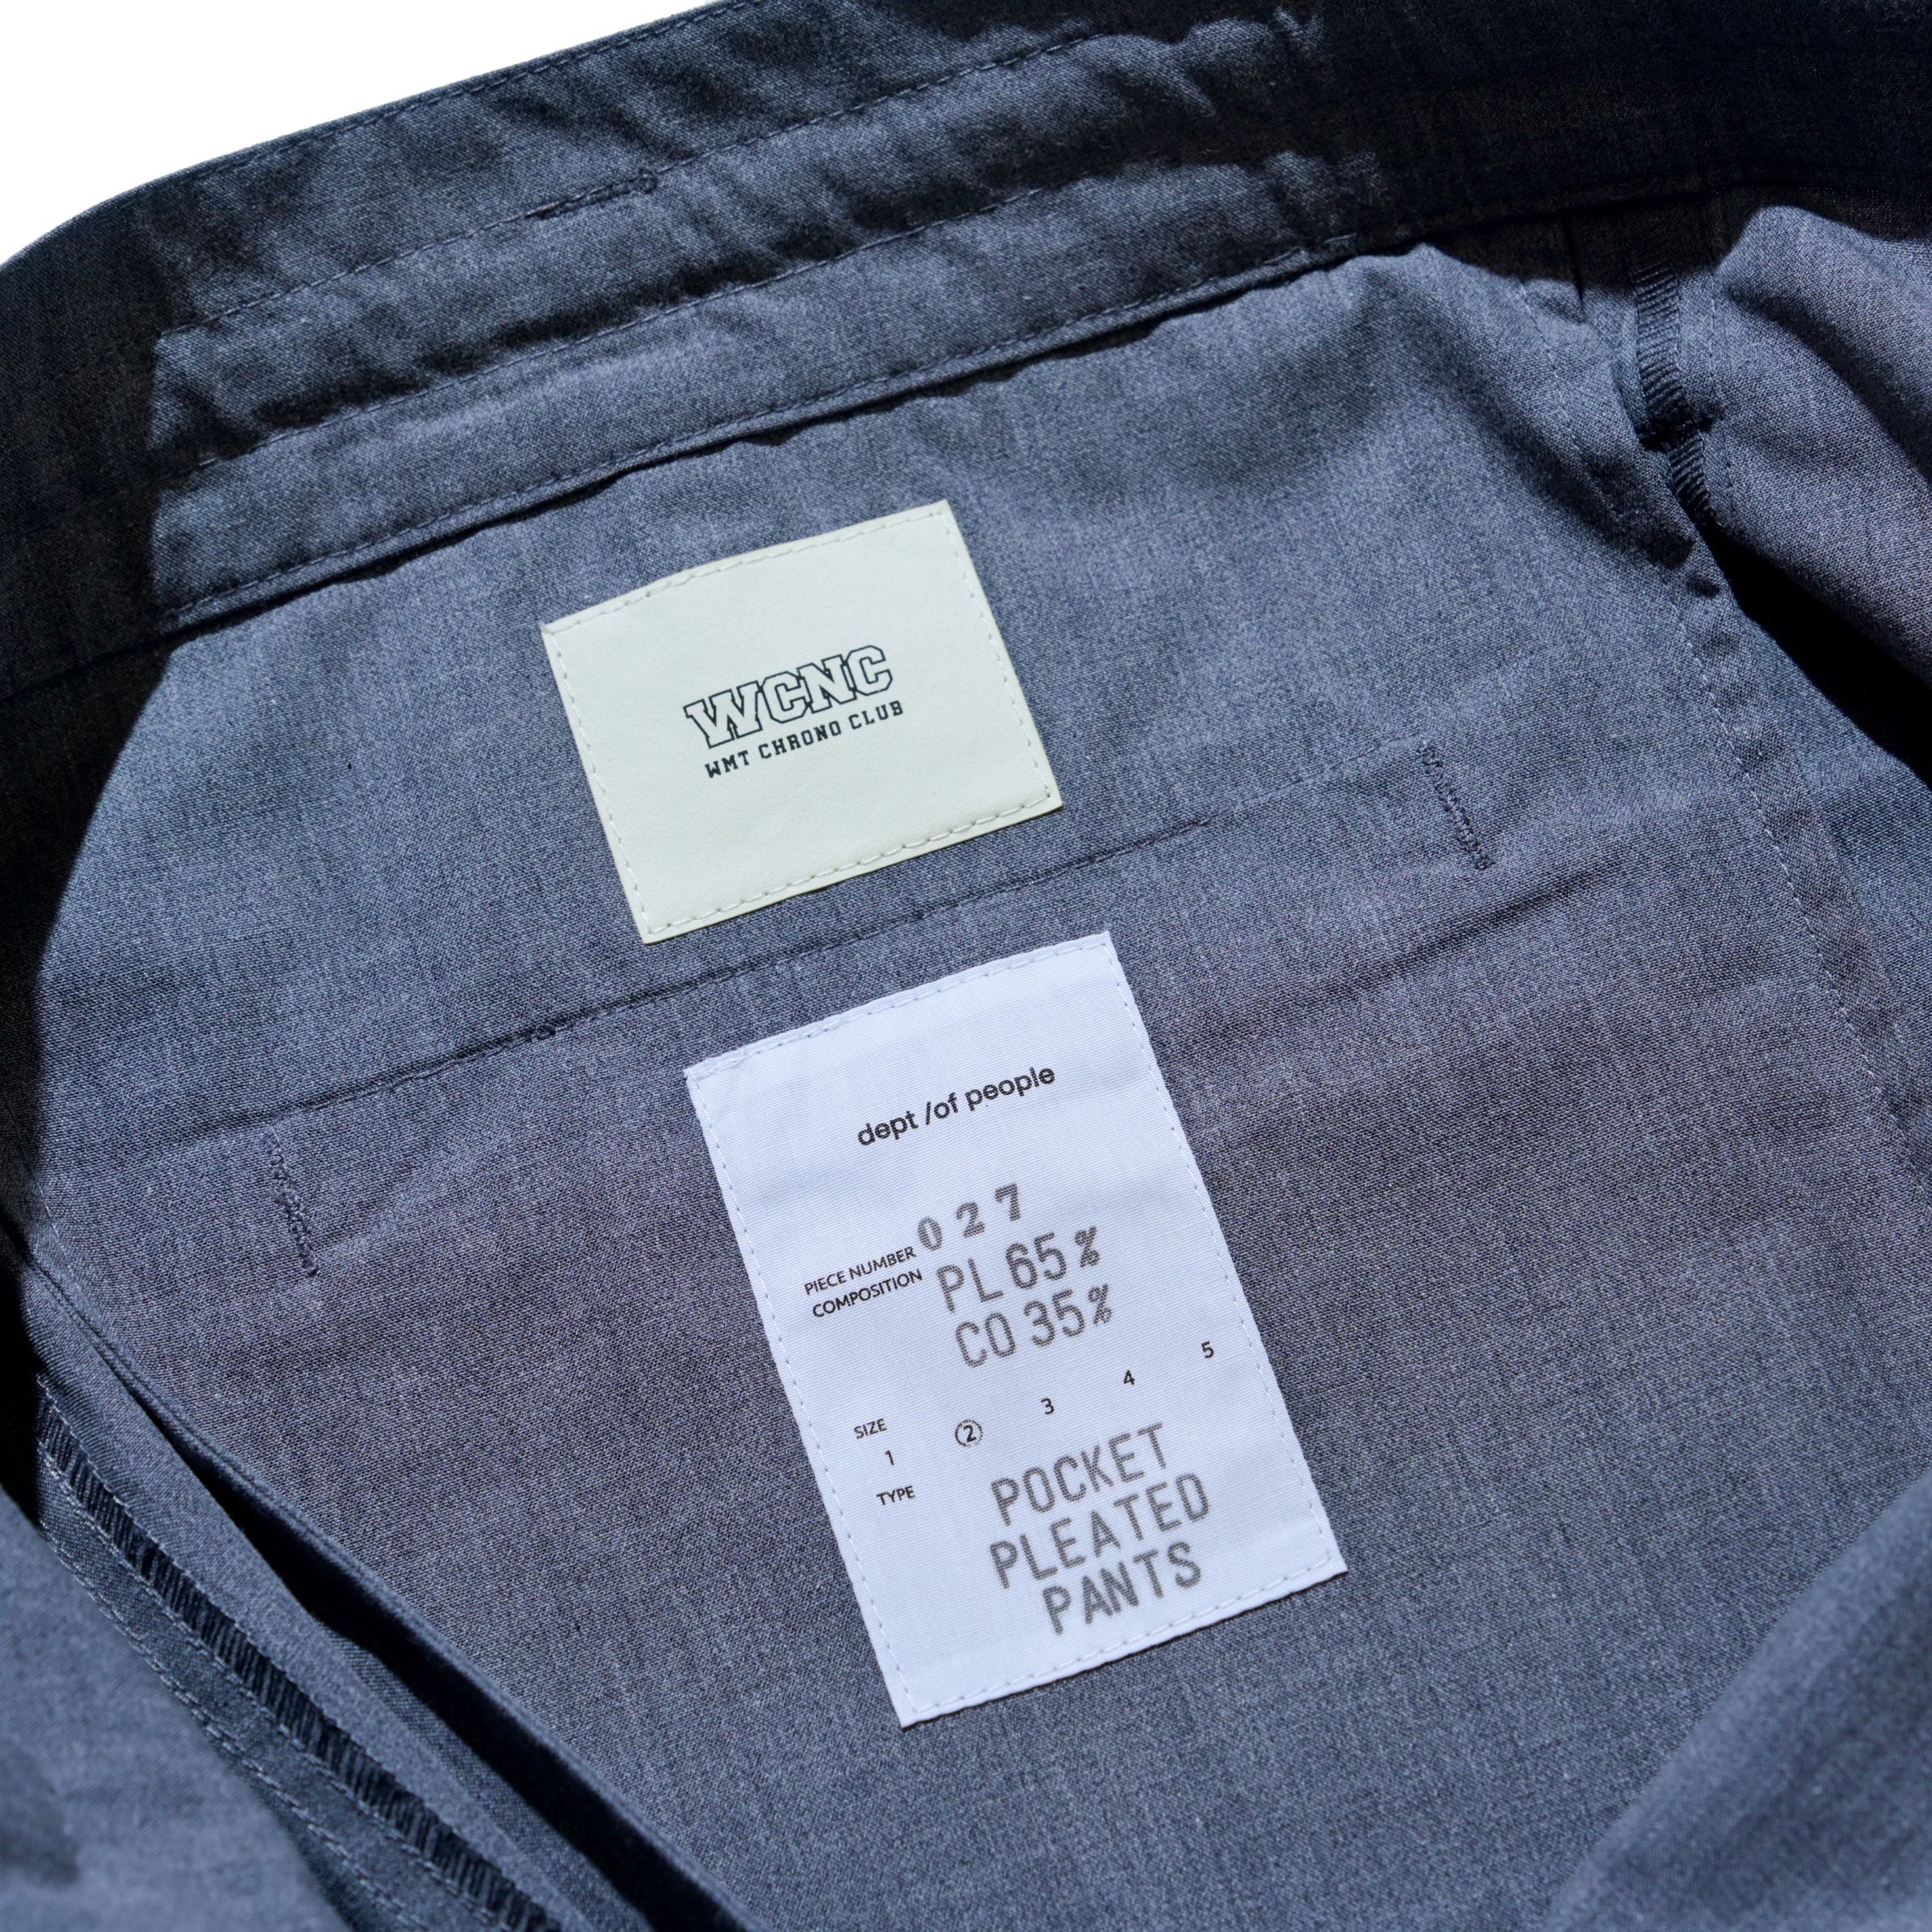 WCNC
WMT CHRONO CLUB
dept /of people
PIECE NUMBER 027
COMPOSITION PL 65%
CO 35%
SIZE
1 2 3 4 5
TYPE POCKET
PLEATED
PANTS